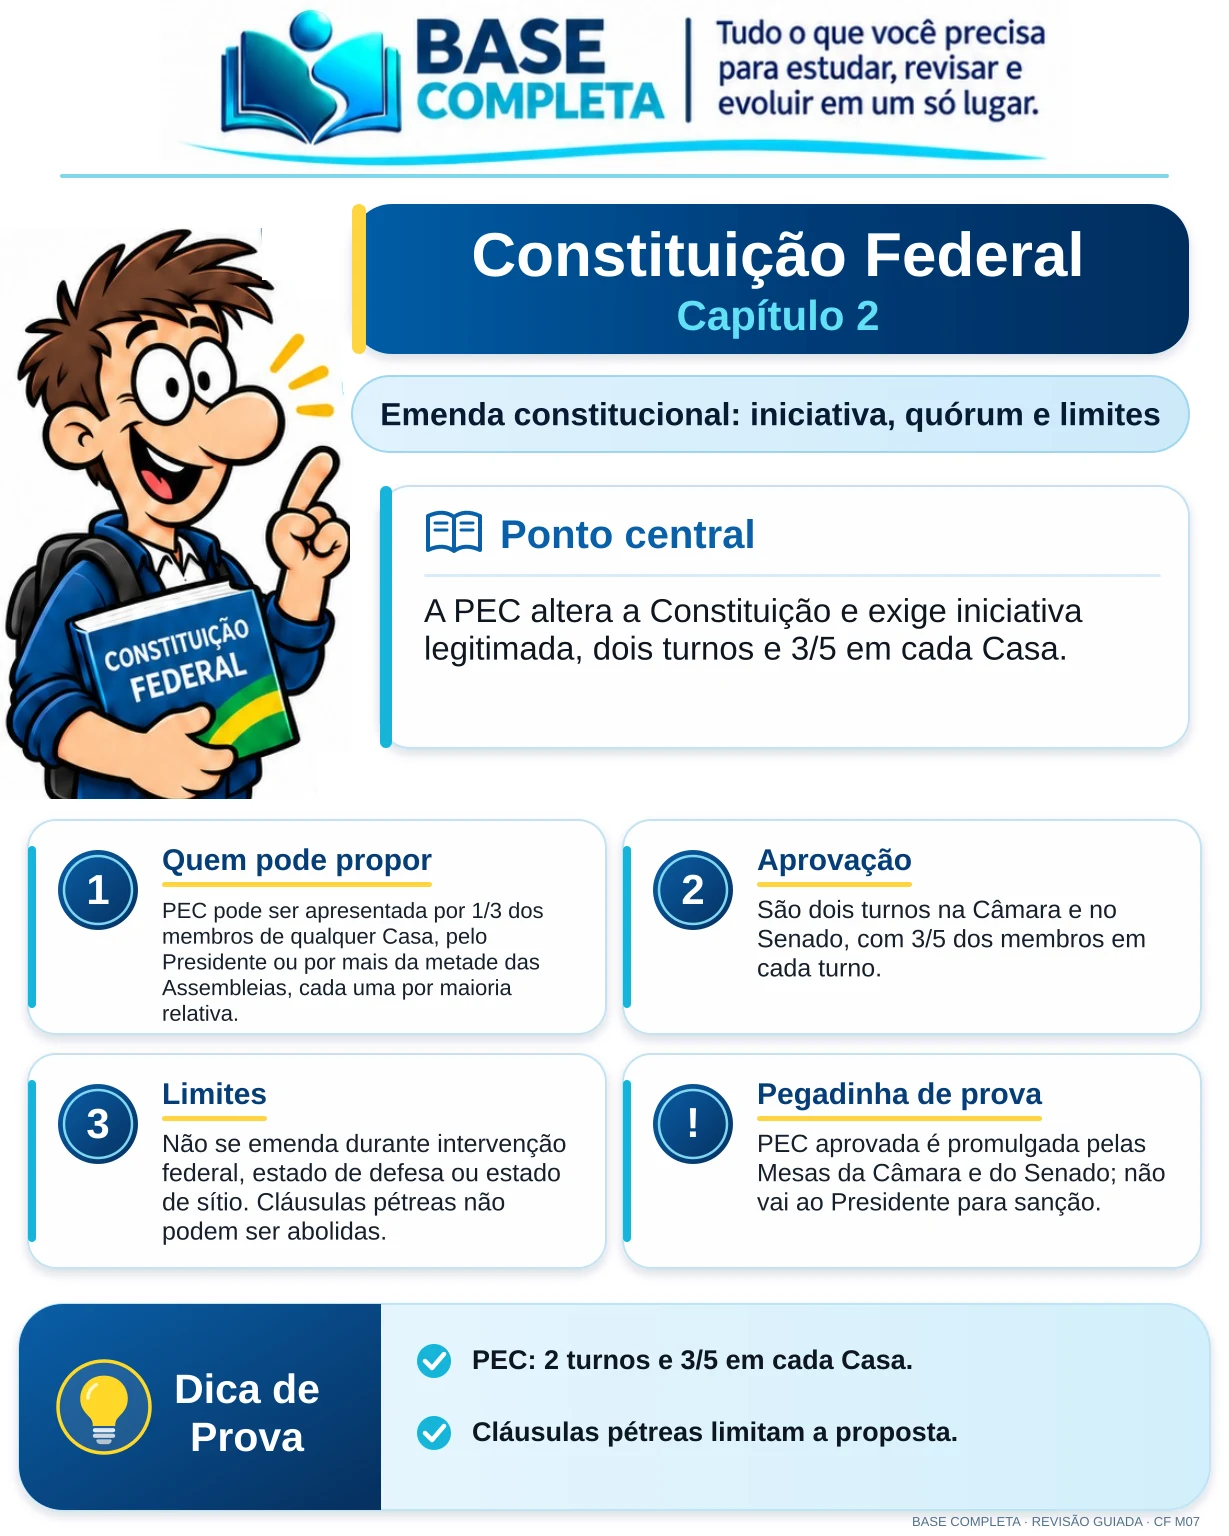 BASE
COMPLETA
Tudo o que você precisa
para estudar, revisar e
evoluir em um só lugar.
Constituição Federal
Capítulo 2
Emenda constitucional: iniciativa, quórum e limites
CONSTITUIÇÃO
FEDERAL
Ponto central
A PEC altera a Constituição e exige iniciativa
legitimada, dois turnos e 3/5 em cada Casa.
1
Quem pode propor
PEC pode ser apresentada por 1/3 dos
membros de qualquer Casa, pelo
Presidente ou por mais da metade das
Assembleias, cada uma por maioria
relativa.
2
Aprovação
São dois turnos na Câmara e no
Senado, com 3/5 dos membros em
cada turno.
3
Limites
Não se emenda durante intervenção
federal, estado de defesa ou estado
de sítio. Cláusulas pétreas não
podem ser abolidas.
!
Pegadinha de prova
PEC aprovada é promulgada pelas
Mesas da Câmara e do Senado; não
vai ao Presidente para sanção.
Dica de
Prova
PEC: 2 turnos e 3/5 em cada Casa.
Cláusulas pétreas limitam a proposta.
BASE COMPLETA · REVISÃO GUIADA · CF M07